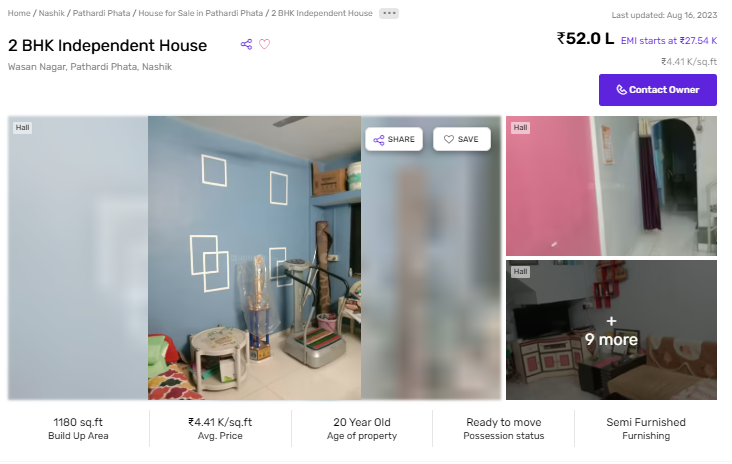 Home / Nashik / Pathardi Phata / House for Sale in Pathardi Phata / 2 BHK Independent House
Last updated: Aug 16, 2023
2 BHK Independent House
₹52.0 L EMI starts at ₹27.54 K
Wasan Nagar, Pathardi Phata, Nashik
₹4.41 K/sq.ft
Contact Owner
Hall
SHARE
SAVE
Hall
Hall
+
9 more
1180 sq.ft
Build Up Area
₹4.41 K/sq.ft
Avg. Price
20 Year Old
Age of property
Ready to move
Possession status
Semi Furnished
Furnishing